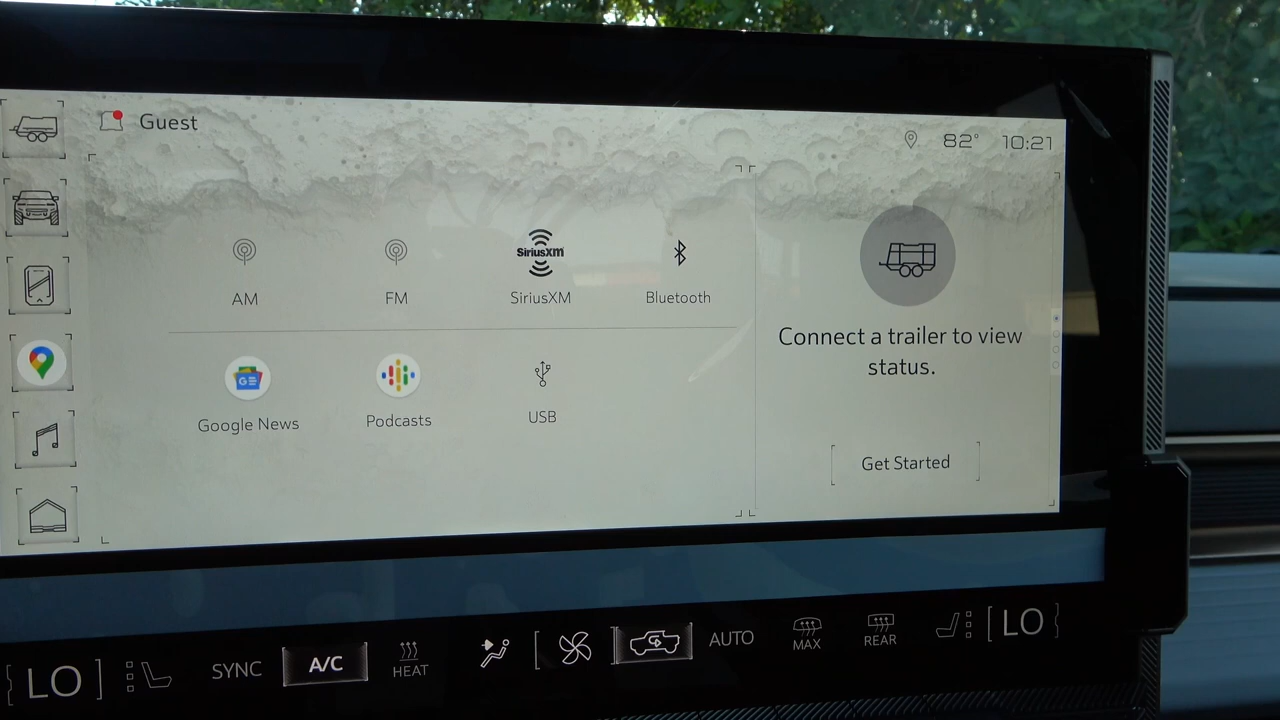 Guest
82° 10:21
SiriusXM
AM FM SiriusXM Bluetooth
Connect a trailer to view
status.
GE
Google News Podcasts USB
Get Started
LO SYNC A/C HEAT AUTO MAX REAR LO